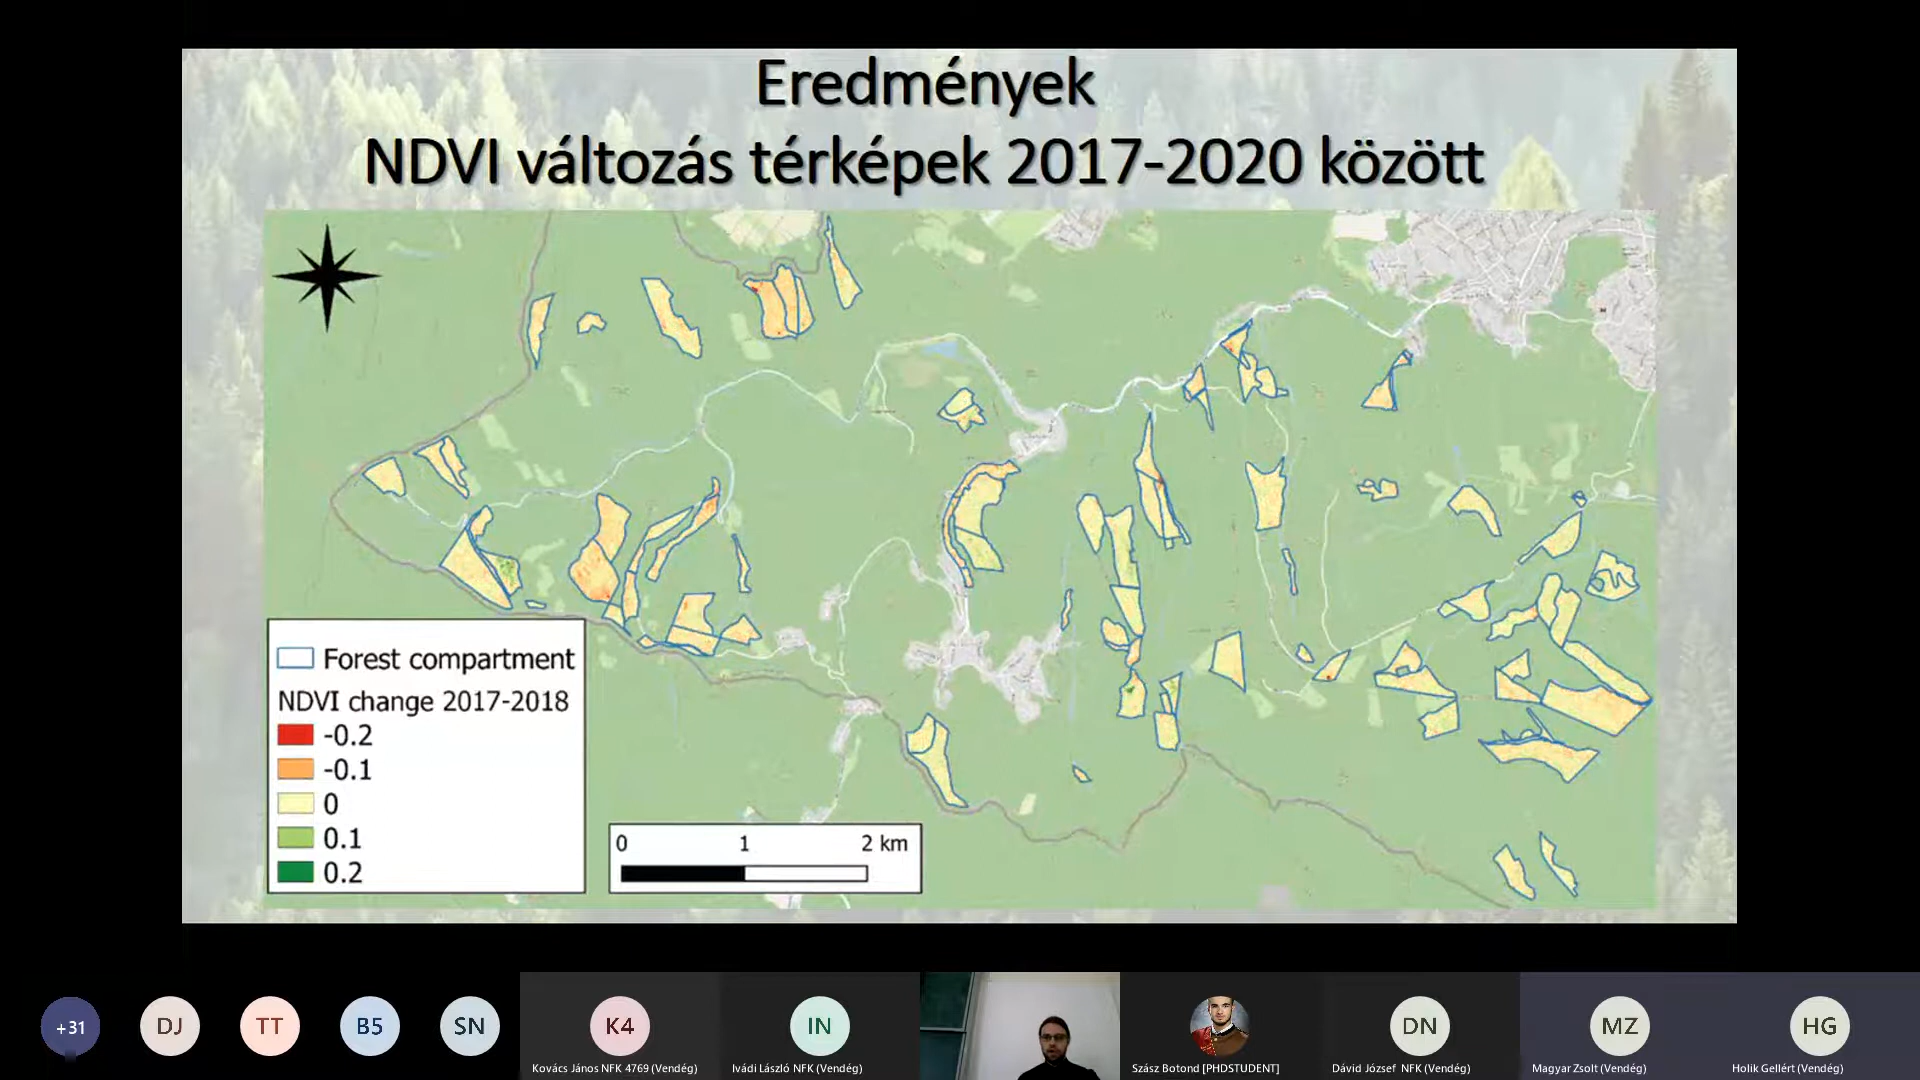 Eredmények
NDVI változás térképek 2017-2020 között
Forest compartment
NDVI change 2017-2018
-0.2
-0.1
0
0.1
0.2
0 1 2 km
+31
DJ
TT
B5
SN
K4
IN
DN
MZ
HG
Kovács János NFK 4769 (Vendég)
Ivádi László NFK (Vendég)
Szász Botond [PHDSTUDENT]
Dávid József NFK (Vendég)
Magyar Zsolt (Vendég)
Holik Gellért (Vendég)